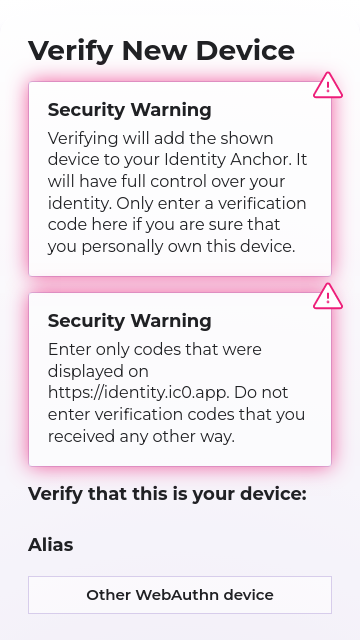 Verify New Device
Security Warning
Verifying will add the shown
device to your Identity Anchor. It
will have full control over your
identity. Only enter a verification
code here if you are sure that
you personally own this device.
Security Warning
Enter only codes that were
displayed on
https://identity.ic0.app. Do not
enter verification codes that you
received any other way.
Verify that this is your device:
Alias
Other WebAuthn device